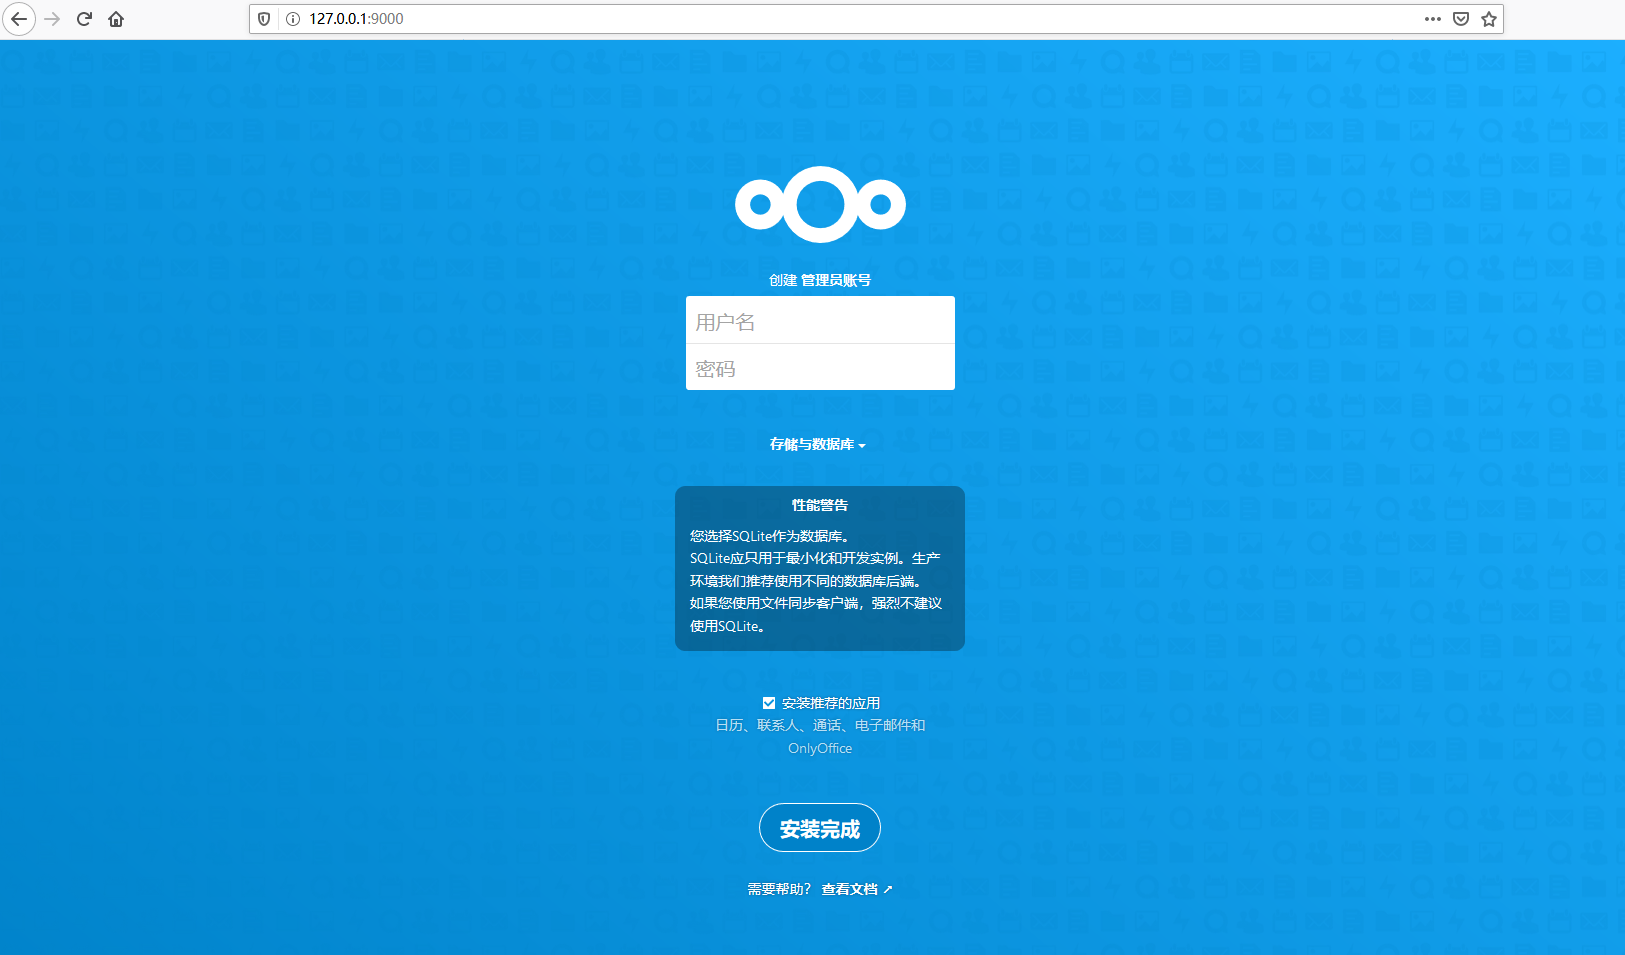 127.0.0.1:9000
创建 管理员账号
用户名
密码
存储与数据库
性能警告
您选择SQLite作为数据库。
SQLite应只用于最小化和开发实例。生产
环境我们推荐使用不同的数据库后端。
如果您使用文件同步客户端，强烈不建议
使用SQLite。
安装推荐的应用
日历、联系人、通话、电子邮件和
OnlyOffice
安装完成
需要帮助？ 查看文档 ↗